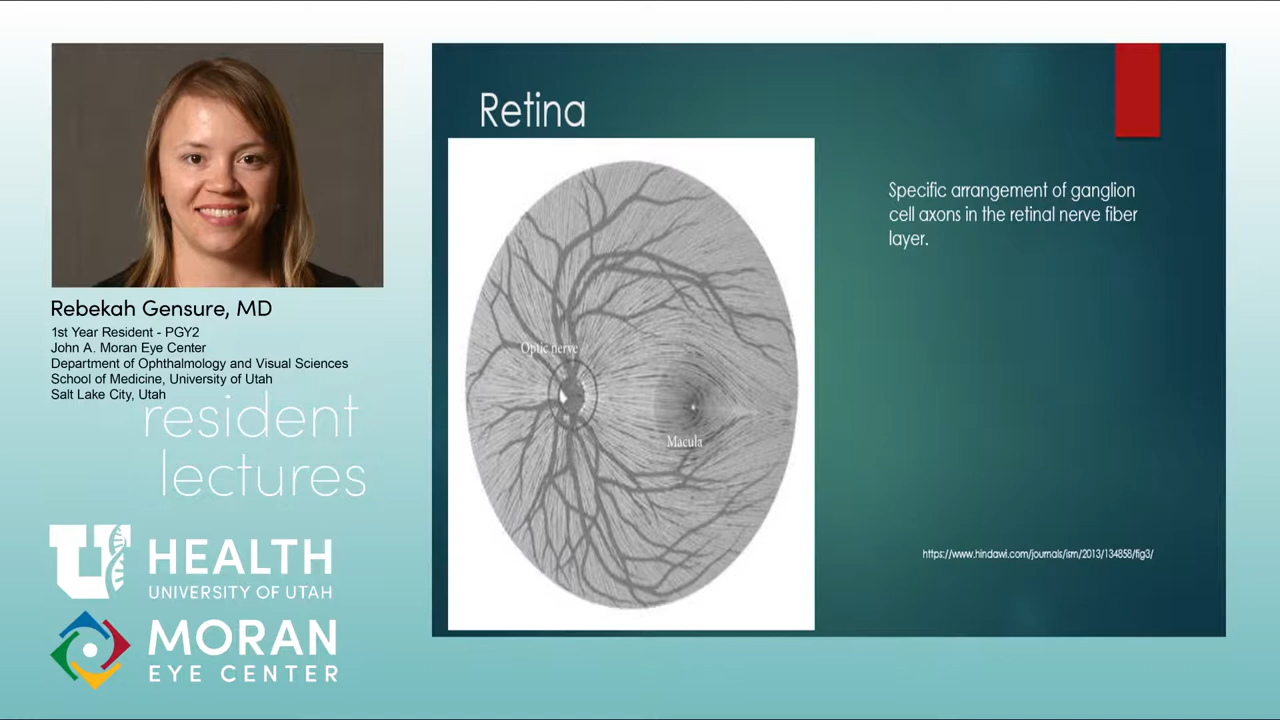 Rebekah Gensure, MD
1st Year Resident - PGY2
John A. Moran Eye Center
Department of Ophthalmology and Visual Sciences
School of Medicine, University of Utah
Salt Lake City, Utah
resident
lectures
U HEALTH
UNIVERSITY OF UTAH
MORAN
EYE CENTER
Retina
Optic nerve
Macula
Specific arrangement of ganglion
cell axons in the retinal nerve fiber
layer.
https://www.hindawi.com/journals/ism/2013/134858/fig3/